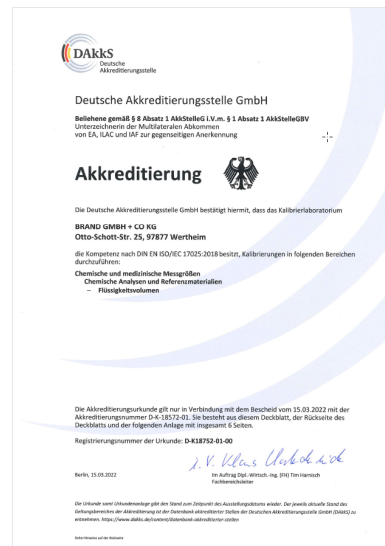 DAkkS
Deutsche
Akkreditierungsstelle
Deutsche Akkreditierungsstelle GmbH
Beliehene gemäß § 8 Absatz 1 AkkStelleG i.V.m. § 1 Absatz 1 AkkStelleGBV
Unterzeichnerin der Multilateralen Abkommen
von EA, ILAC und IAF zur gegenseitigen Anerkennung
Akkreditierung
Die Deutsche Akkreditierungsstelle GmbH bestätigt hiermit, dass das Kalibrierlaboratorium
BRAND GMBH + CO KG
Otto-Schott-Str. 25, 97877 Wertheim
die Kompetenz nach DIN EN ISO/IEC 17025:2018 besitzt, Kalibrierungen in folgenden Bereichen
durchzuführen:
Chemische und medizinische Messgrößen
Chemische Analysen und Referenzmaterialien
– Flüssigkeitsvolumen
Die Akkreditierungsurkunde gilt nur in Verbindung mit dem Bescheid vom 15.03.2022 mit der
Akkreditierungsnummer D-K-18572-01. Sie besteht aus diesem Deckblatt, der Rückseite des
Deckblatts und der folgenden Anlage mit insgesamt 6 Seiten.
Registrierungsnummer der Urkunde: D-K18752-01-00
Berlin, 15.03.2022
Im Auftrag Dipl.-Wirtsch.-Ing. (FH) Tim Harnisch
Fachbereichsleiter
Die Urkunde samt Urkundenanlage gibt den Stand zum Zeitpunkt des Ausstellungsdatums wieder. Der jeweils aktuelle Stand des
Geltungsbereiches der Akkreditierung ist der Datenbank akkreditierter Stellen der Deutschen Akkreditierungsstelle GmbH (DAkkS) zu
entnehmen. https://www.dakks.de/content/datenbank-akkreditierter-stellen
Siehe Hinweise auf der Rückseite